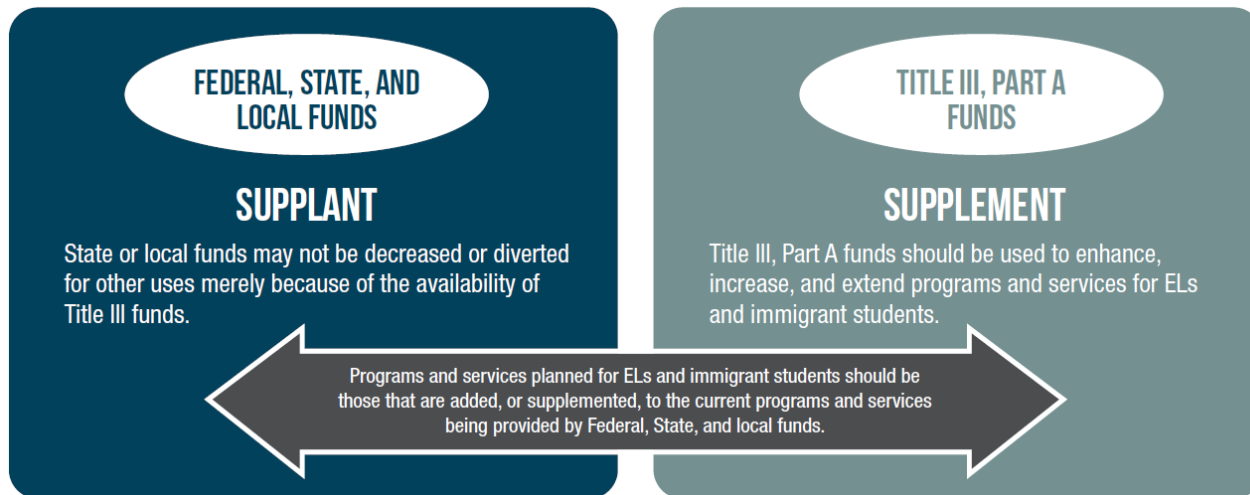 FEDERAL, STATE, AND
LOCAL FUNDS
SUPPLANT
State or local funds may not be decreased or diverted
for other uses merely because of the availability of
Title III funds.
TITLE III, PART A
FUNDS
SUPPLEMENT
Title III, Part A funds should be used to enhance,
increase, and extend programs and services for ELs
and immigrant students.
Programs and services planned for ELs and immigrant students should be
those that are added, or supplemented, to the current programs and services
being provided by Federal, State, and local funds.